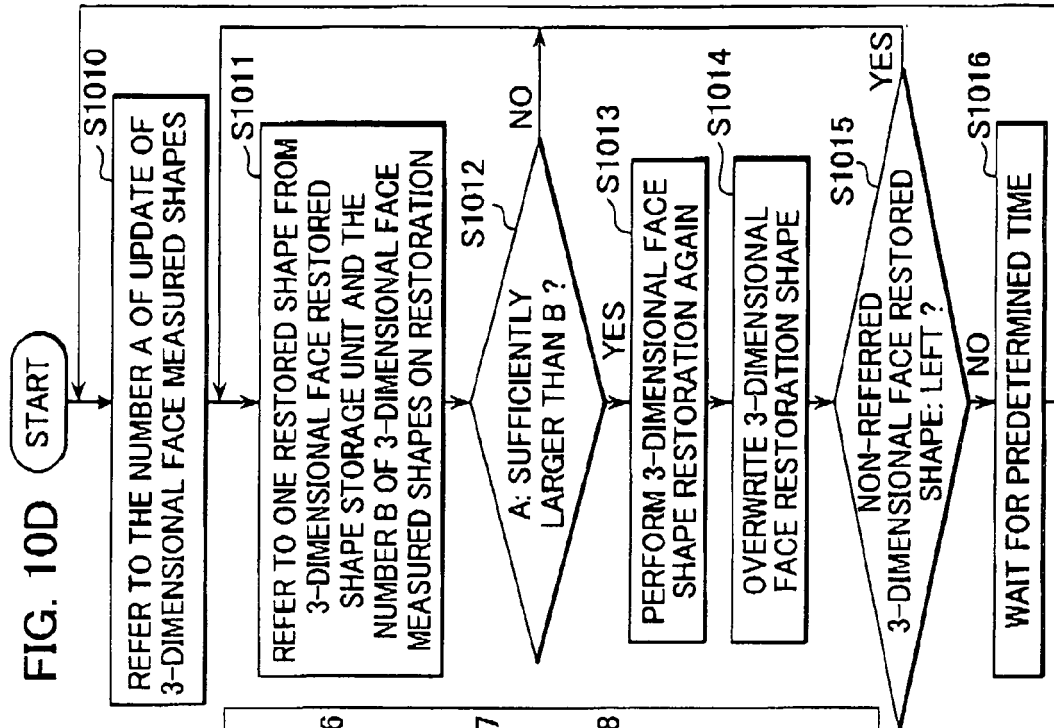 FIG. 10D
START
S1010
REFER TO THE NUMBER A OF UPDATE OF
3-DIMENSIONAL FACE MEASURED SHAPES
S1011
REFER TO ONE RESTORED SHAPE FROM
3-DIMENSIONAL FACE RESTORED
SHAPE STORAGE UNIT AND THE
NUMBER B OF 3-DIMENSIONAL FACE
MEASURED SHAPES ON RESTORATION
S1012
A: SUFFICIENTLY
LARGER THAN B ?
NO
YES
S1013
PERFORM 3-DIMENSIONAL FACE
SHAPE RESTORATION AGAIN
S1014
OVERWRITE 3-DIMENSIONAL
FACE RESTORATION SHAPE
S1015
NON-REFERRED
3-DIMENSIONAL FACE RESTORED
SHAPE: LEFT ?
YES
NO
S1016
WAIT FOR PREDETERMINED TIME
6
7
8